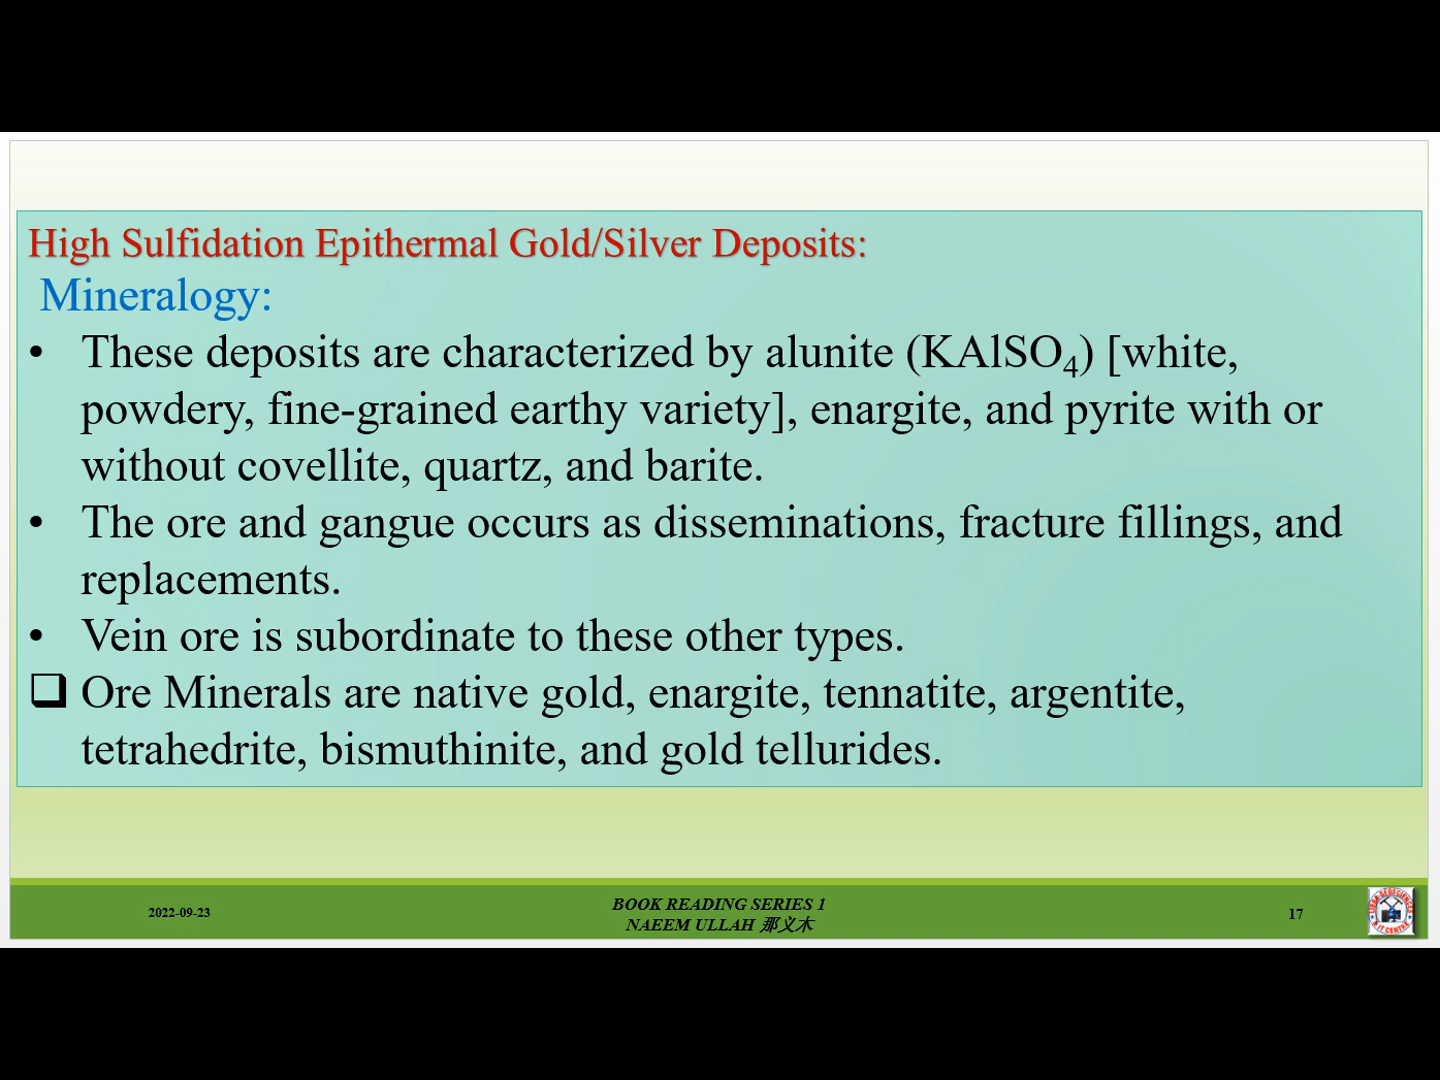 High Sulfidation Epithermal Gold/Silver Deposits:
Mineralogy:
• These deposits are characterized by alunite (KAlSO₄) [white,
powdery, fine-grained earthy variety], enargite, and pyrite with or
without covellite, quartz, and barite.
• The ore and gangue occurs as disseminations, fracture fillings, and
replacements.
• Vein ore is subordinate to these other types.
❑ Ore Minerals are native gold, enargite, tennatite, argentite,
tetrahedrite, bismuthinite, and gold tellurides.
2022-09-23
BOOK READING SERIES 1
NAEEM ULLAH 那义木
17